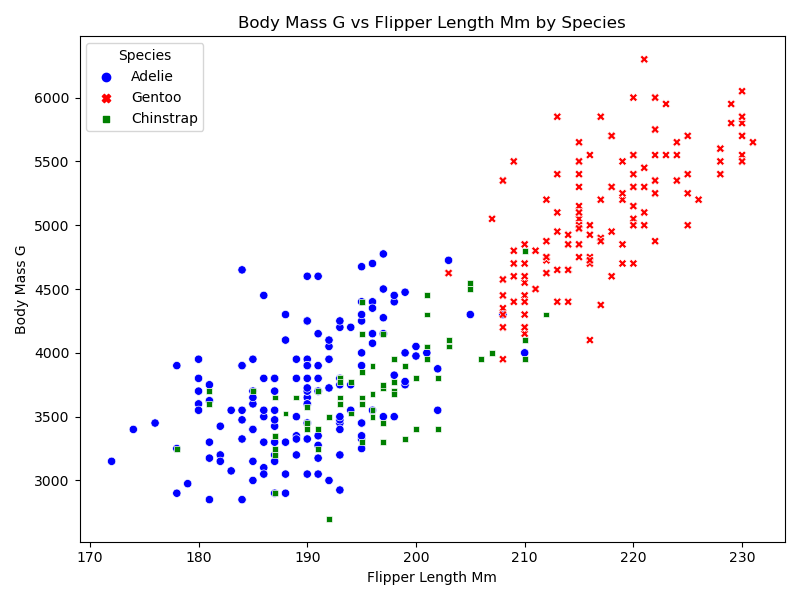 Body Mass G vs Flipper Length Mm by Species
Species
Adelie
Gentoo
Chinstrap
6000
5500
5000
4500
4000
3500
3000
Body Mass G
170 180 190 200 210 220 230
Flipper Length Mm